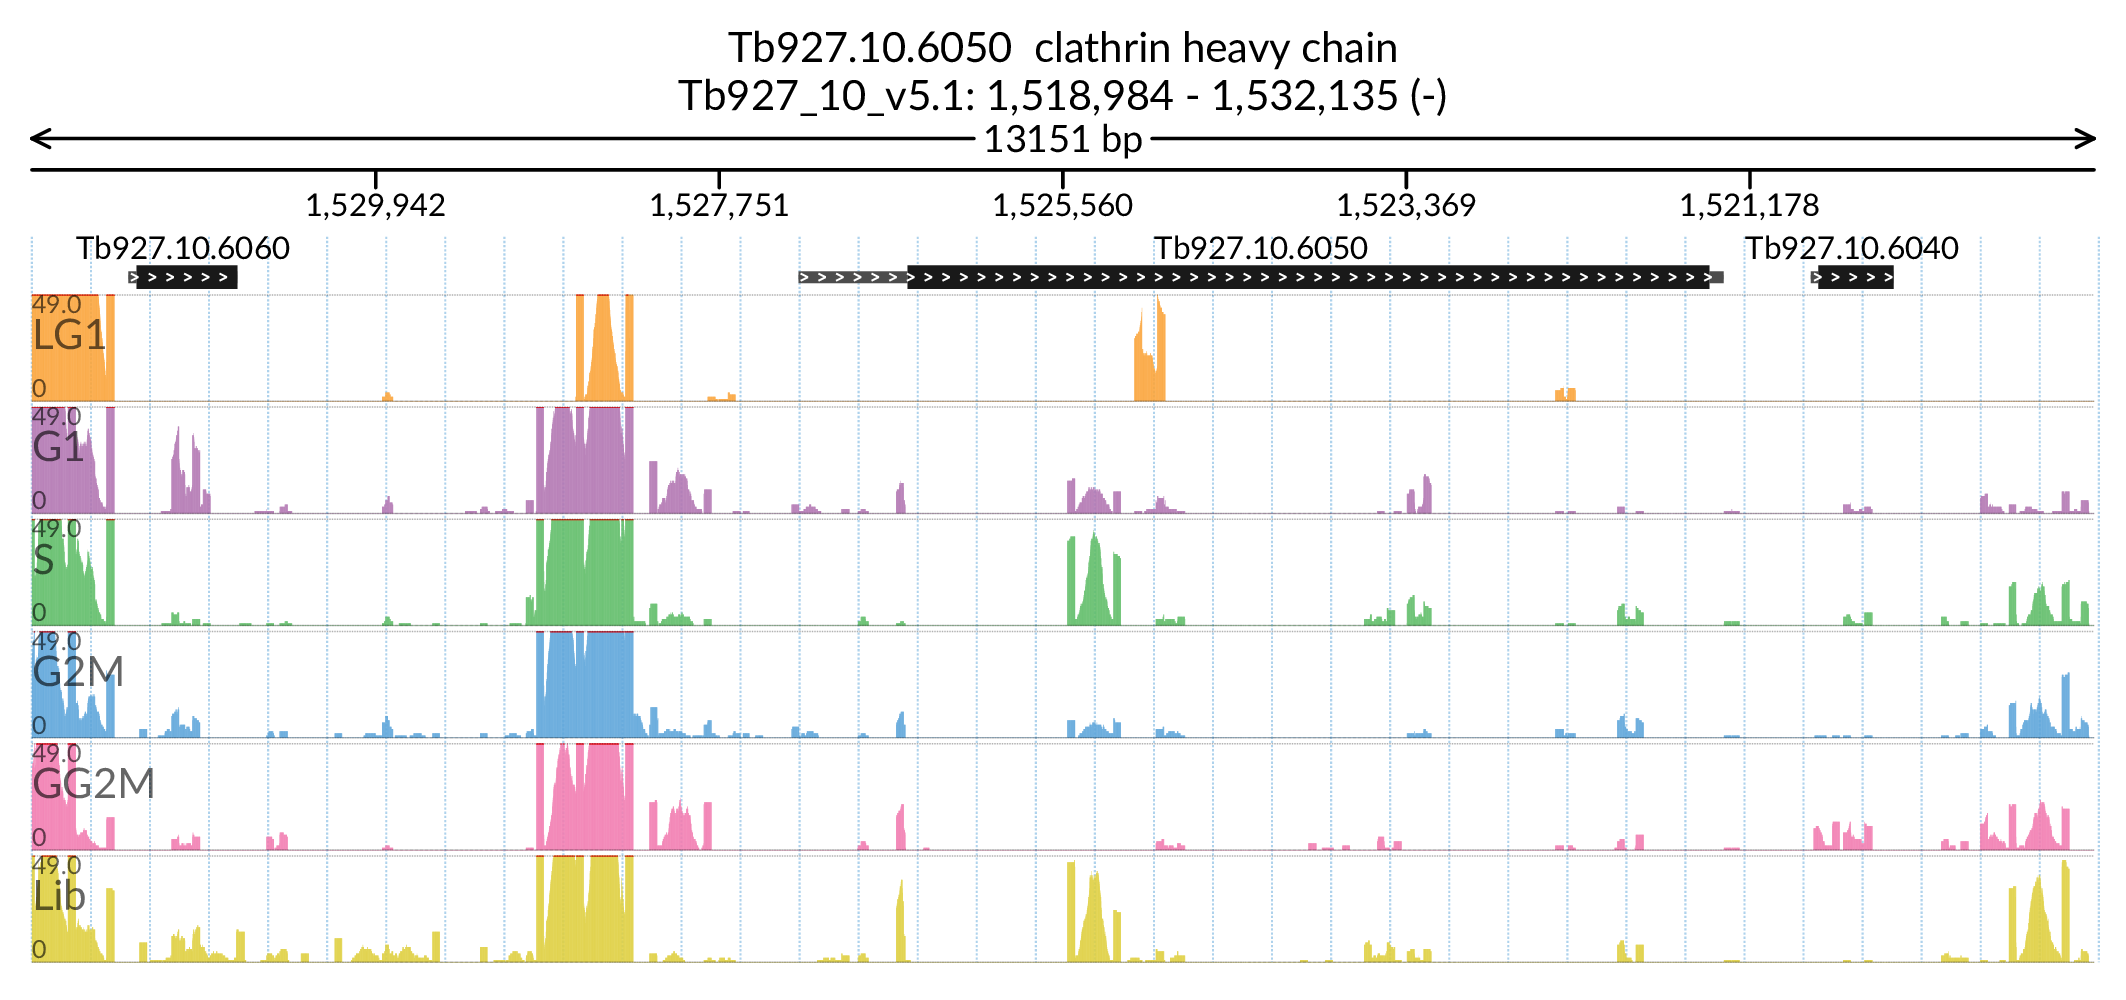 Tb927.10.6050 clathrin heavy chain
Tb927_10_v5.1: 1,518,984 - 1,532,135 (-)
13151 bp
1,529,942 1,527,751 1,525,560 1,523,369 1,521,178
Tb927.10.6060 Tb927.10.6050 Tb927.10.6040
49.0
LG1
0
49.0
G1
0
49.0
S
0
49.0
G2M
0
49.0
GG2M
0
49.0
Lib
0